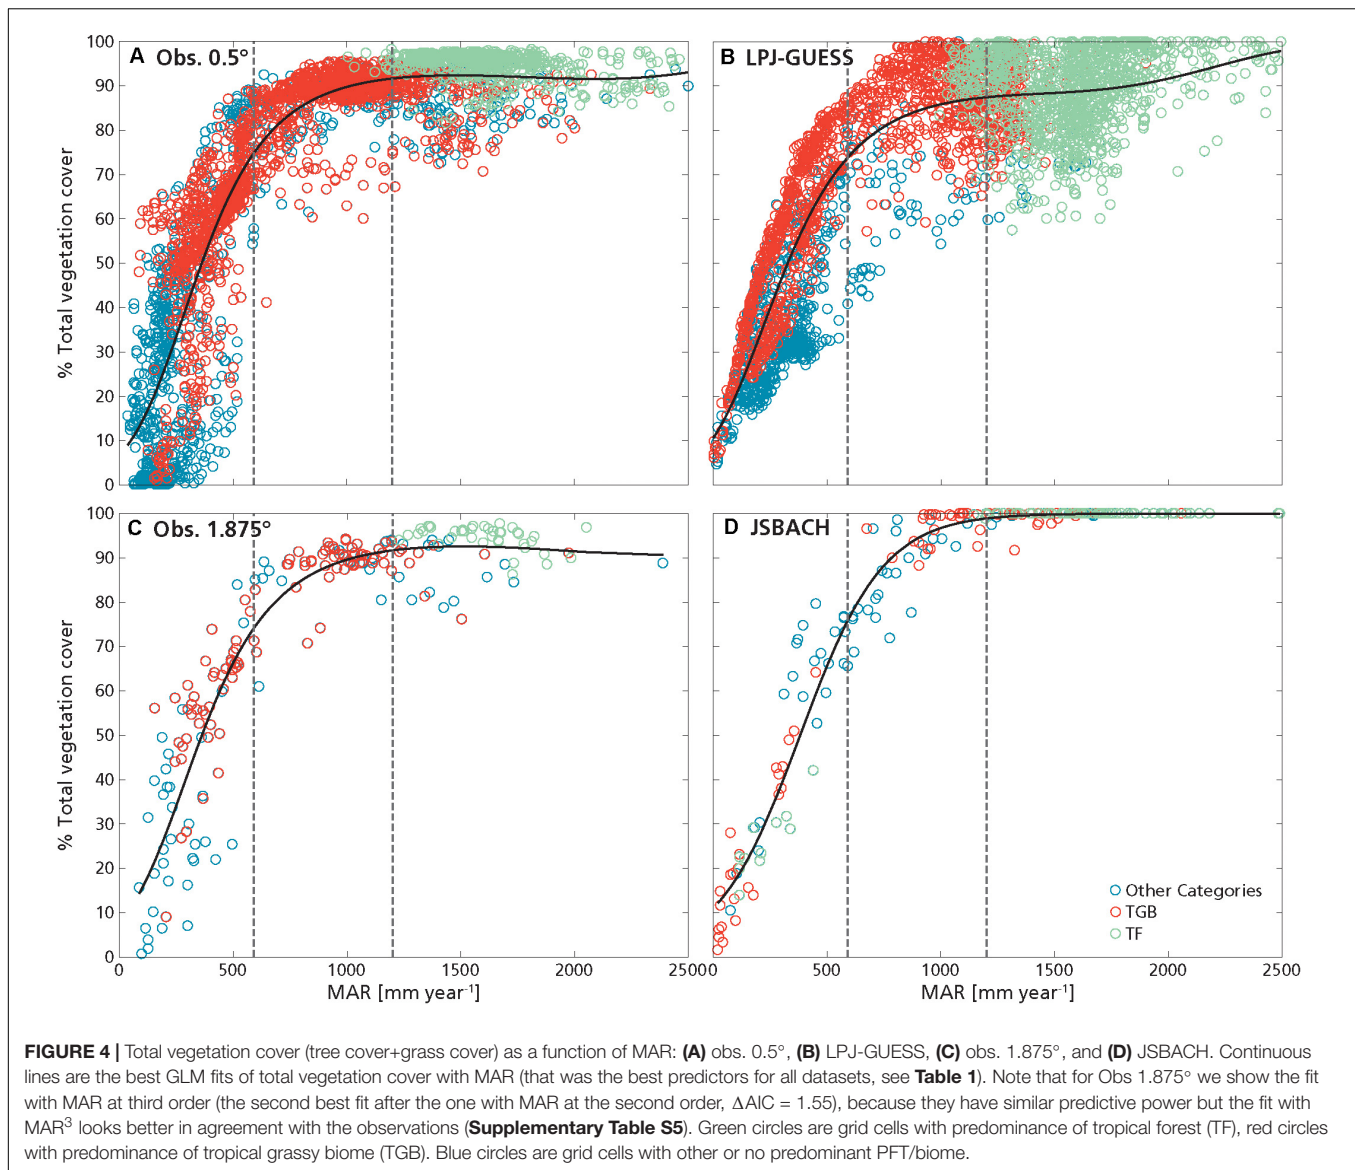 A Obs. 0.5°
100
90
80
70
60
50
40
30
20
10
0
% Total vegetation cover
B LPJ-GUESS
C Obs. 1.875°
100
90
80
70
60
50
40
30
20
10
0
% Total vegetation cover
0 500 1000 1500 2000 2500
MAR [mm year-1]
D JSBACH
Other Categories
TGB
TF
0 500 1000 1500 2000 2500
MAR [mm year-1]
FIGURE 4 | Total vegetation cover (tree cover+grass cover) as a function of MAR: (A) obs. 0.5°, (B) LPJ-GUESS, (C) obs. 1.875°, and (D) JSBACH. Continuous
lines are the best GLM fits of total vegetation cover with MAR (that was the best predictors for all datasets, see Table 1). Note that for Obs 1.875° we show the fit
with MAR at third order (the second best fit after the one with MAR at the second order, ΔAIC = 1.55), because they have similar predictive power but the fit with
MAR³ looks better in agreement with the observations (Supplementary Table S5). Green circles are grid cells with predominance of tropical forest (TF), red circles
with predominance of tropical grassy biome (TGB). Blue circles are grid cells with other or no predominant PFT/biome.